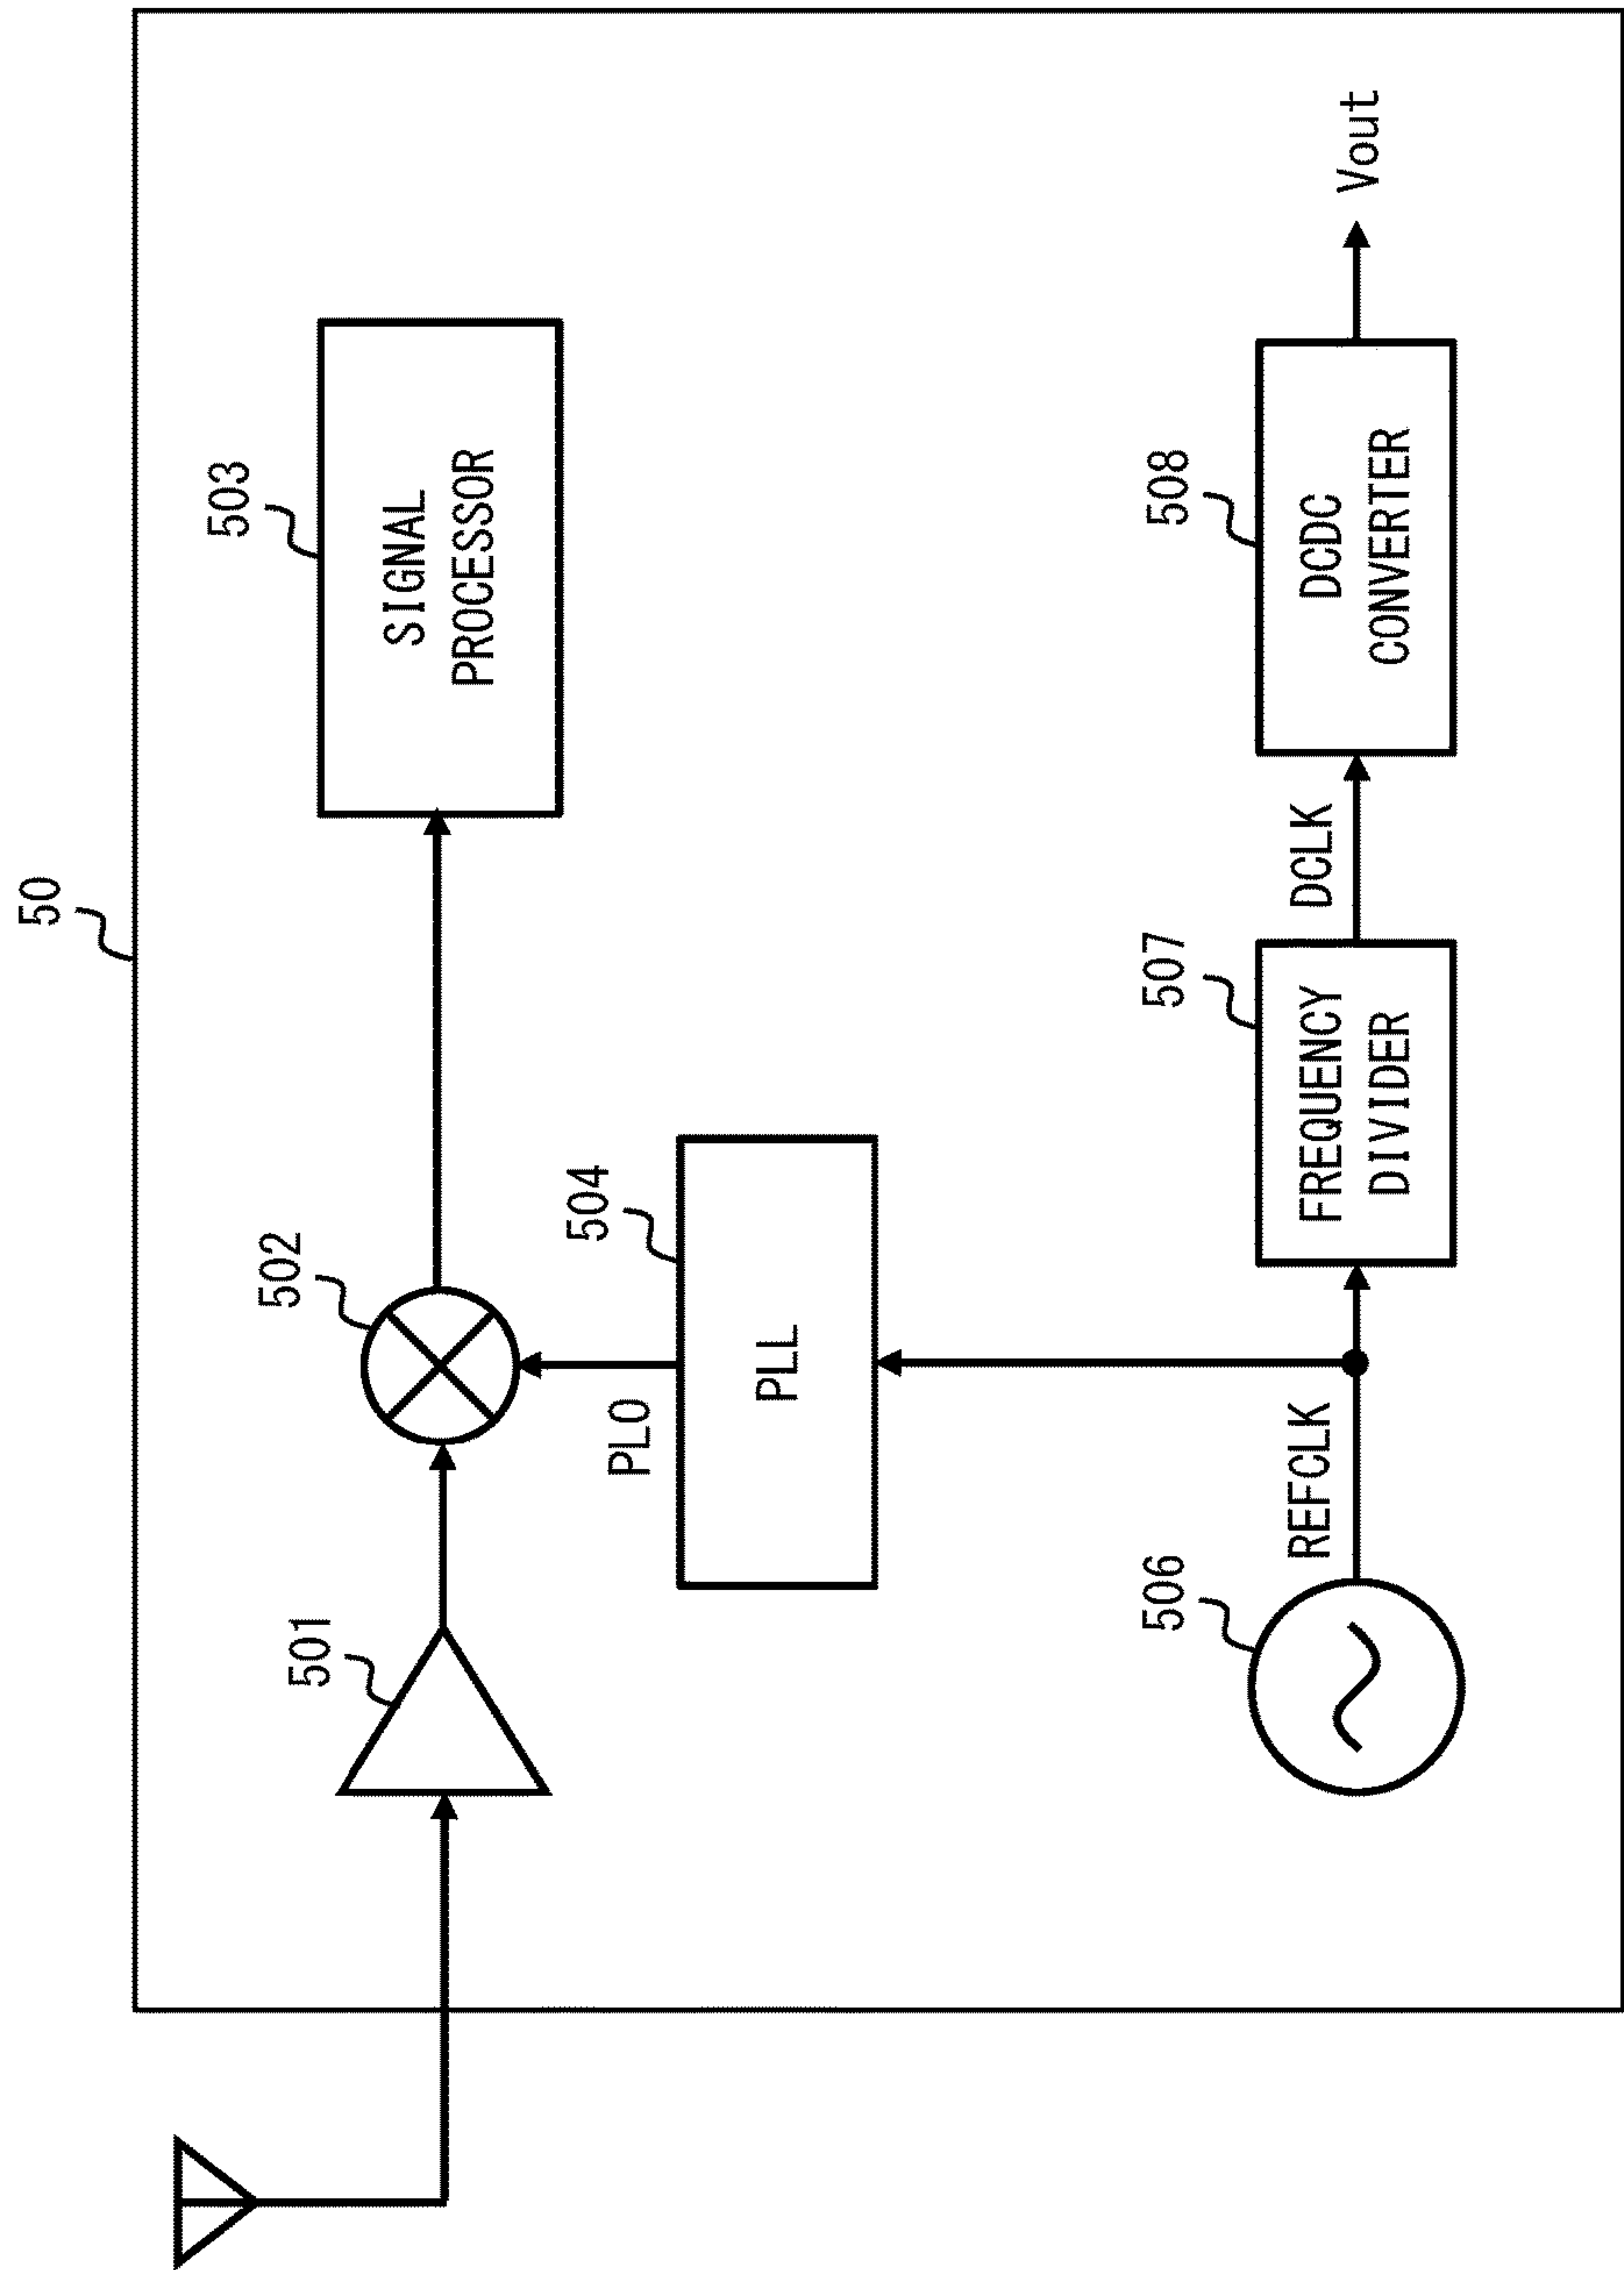 50
503
SIGNAL
PROCESSOR
502
501
PLO
504
PLL
508
DCDC
CONVERTER
Vout
507
FREQUENCY
DIVIDER
DCLK
506
REFCLK